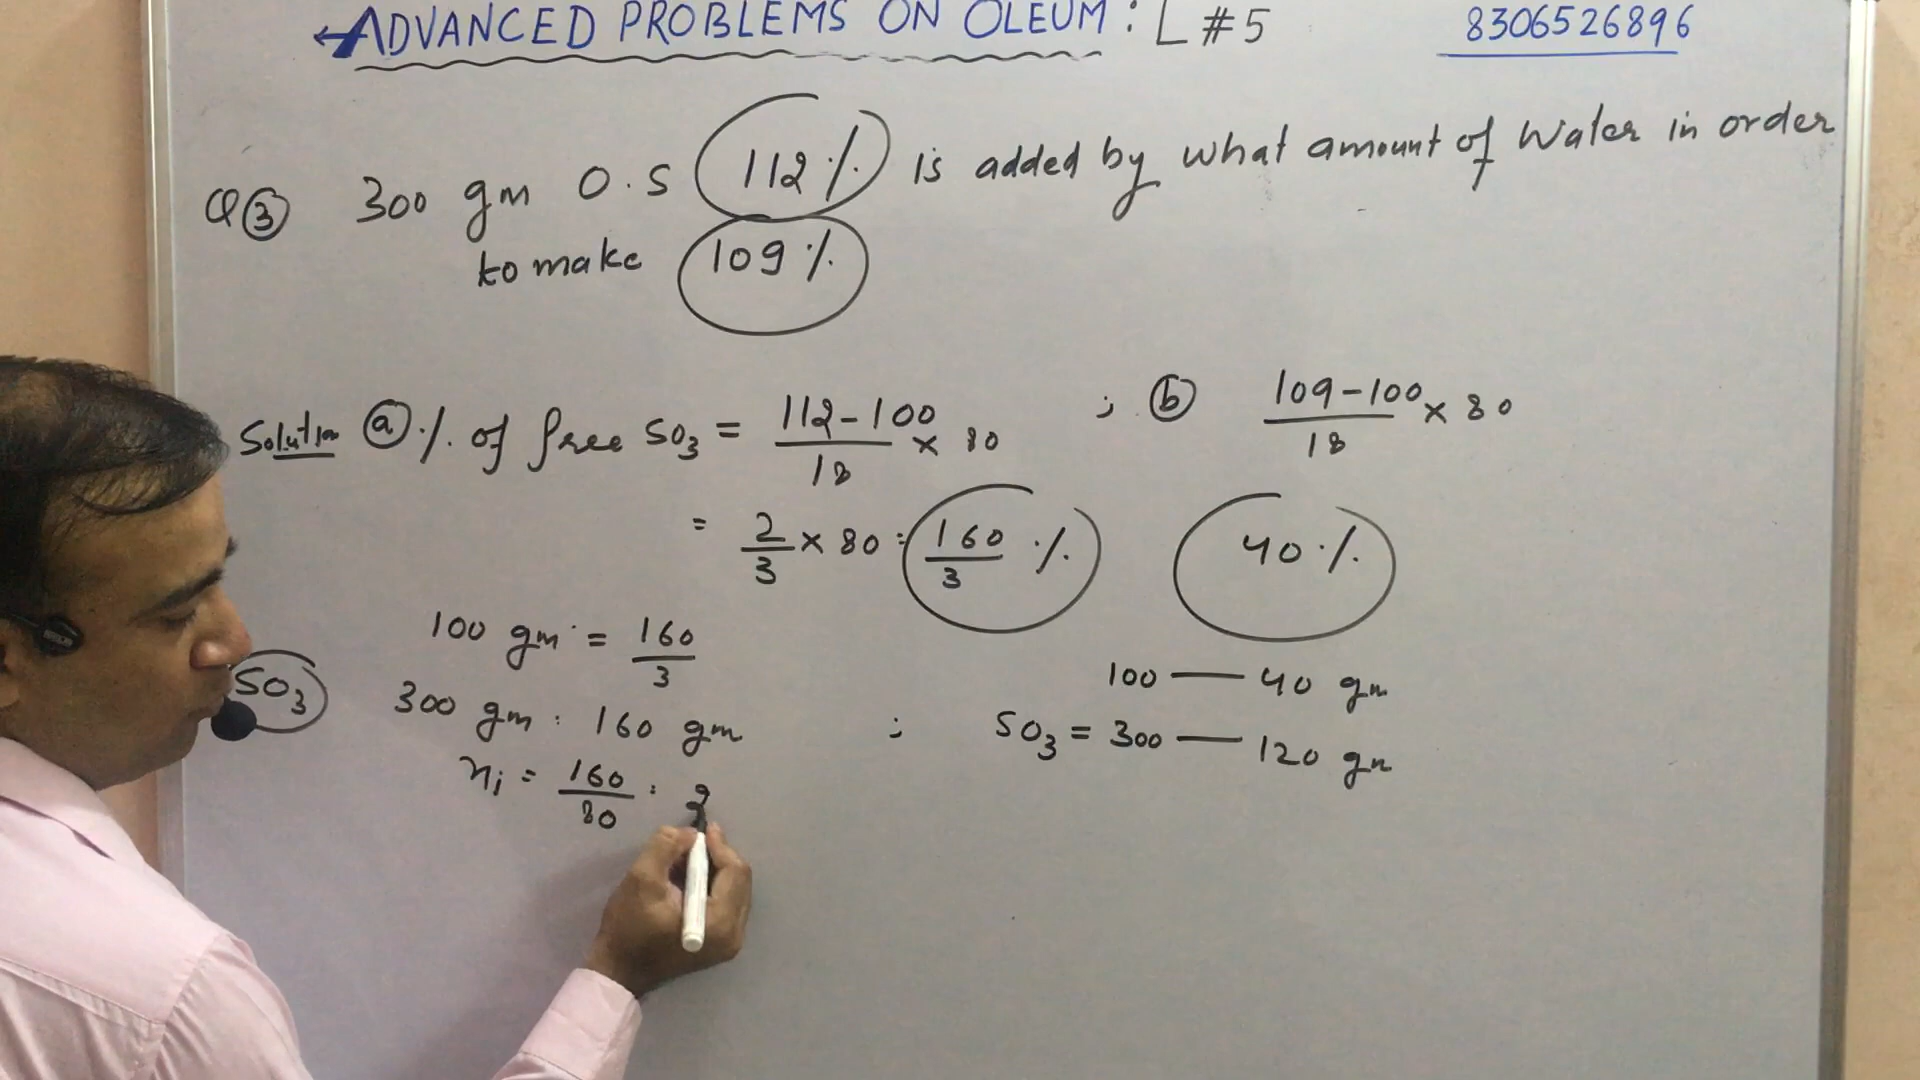 ADVANCED PROBLEMS ON OLEUM : L #5
8306526896
Q③ 300 gm O.S 112% is added by what amount of Water in order
to make 109%
Solution ⓐ % of free SO₃ = (112-100)/18 × 80 ; ⓑ (109-100)/18 × 80
= 2/3 × 80 = 160/3 % 40%
100 gm = 160/3
100 — 40 gm
SO₃ 300 gm : 160 gm ; SO₃ = 300 — 120 gm
nᵢ = 160/80 :